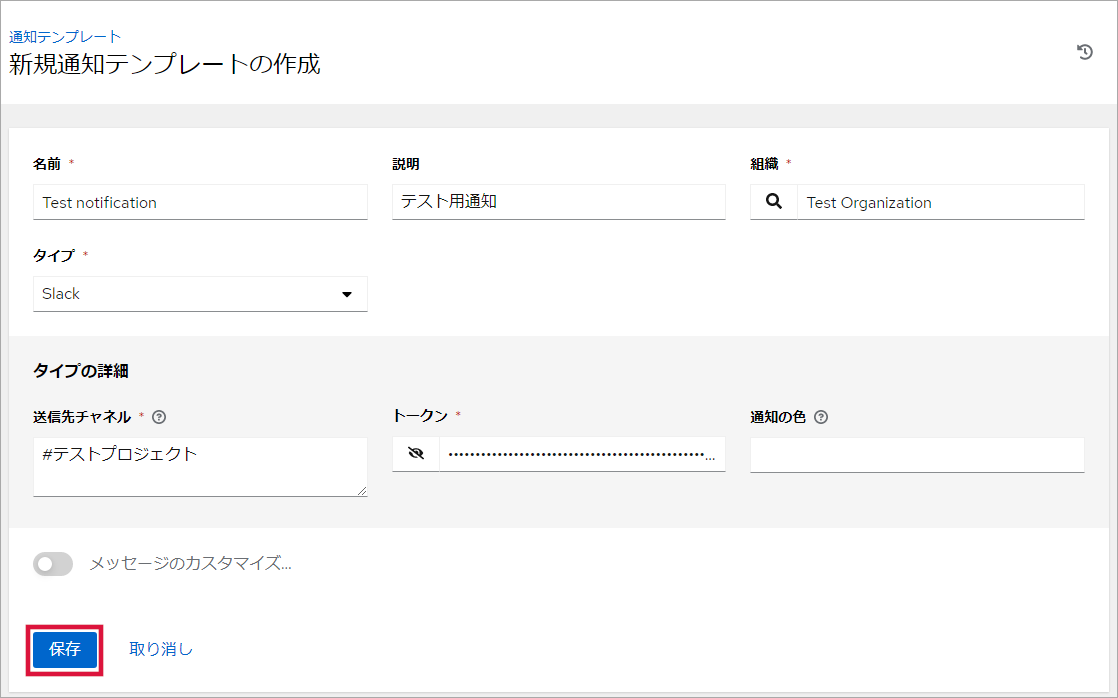 通知テンプレート
新規通知テンプレートの作成
名前 *
説明
組織 *
Test notification
テスト用通知
Test Organization
タイプ *
Slack
タイプの詳細
送信先チャネル *
トークン *
通知の色
#テストプロジェクト
メッセージのカスタマイズ...
保存
取り消し